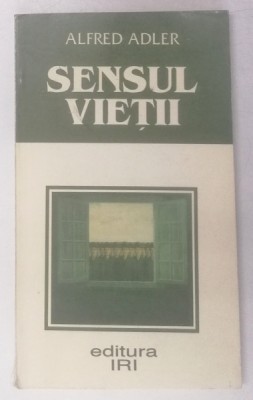 ALFRED ADLER
SENSUL
VIEȚII
editura
IRI